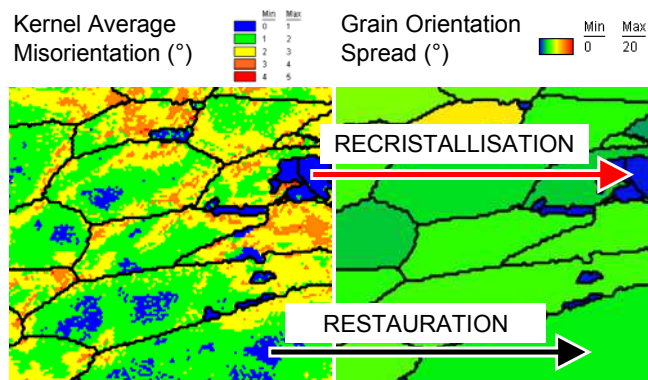 Kernel Average
Misorientation (°)
Min Max
0 1
1 2
2 3
3 4
4 5
Grain Orientation
Spread (°)
Min Max
0 20
RECRISTALLISATION
RESTAURATION